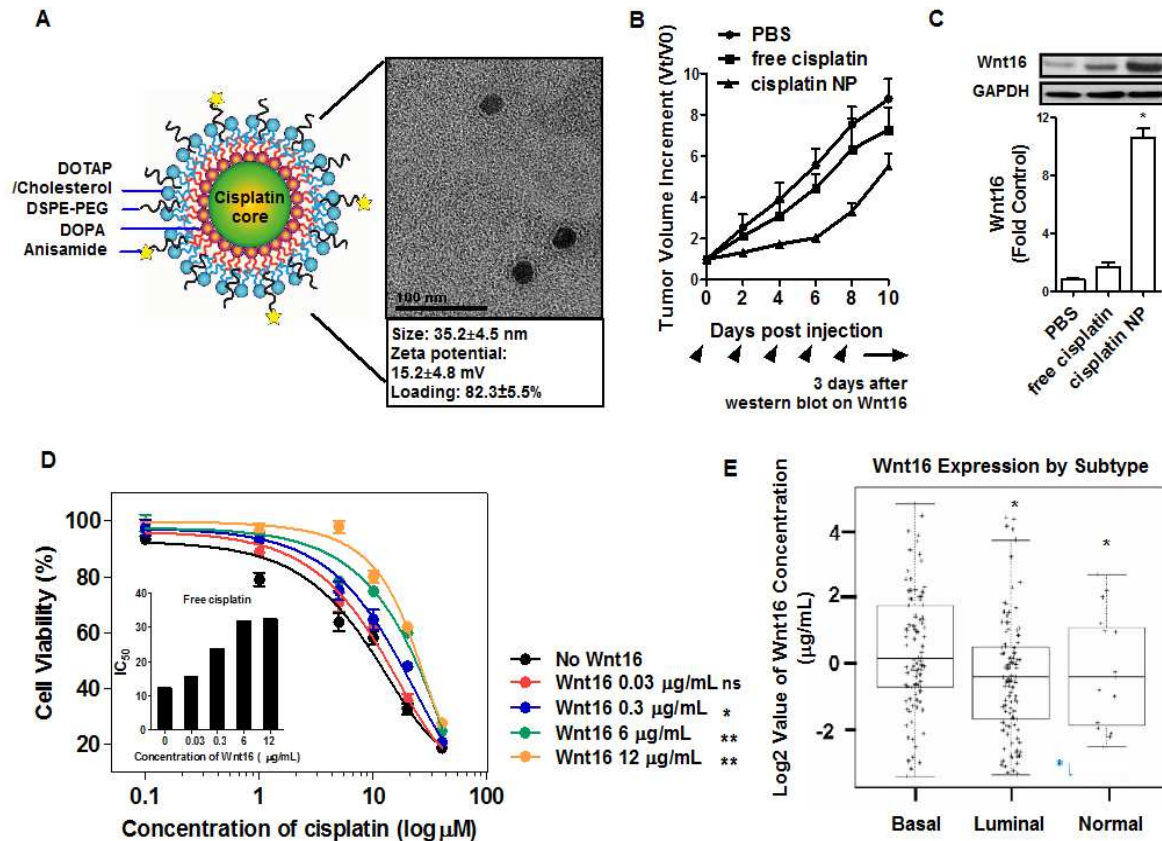 A
DOTAP
/Cholesterol
DSPE-PEG
DOPA
Anisamide
Cisplatin
core
100 nm
Size: 35.2±4.5 nm
Zeta potential:
15.2±4.8 mV
Loading: 82.3±5.5%
B
PBS
free cisplatin
cisplatin NP
Tumor Volume Increment (Vt/V0)
10
8
6
4
2
0
0 2 4 6 8 10
Days post injection
3 days after
western blot on Wnt16
C
Wnt16
GAPDH
*
Wnt16
(Fold Control)
12
8
4
0
PBS
free cisplatin
cisplatin NP
D
Cell Viability (%)
100
80
60
40
20
0.1 1 10 100
Concentration of cisplatin (log μM)
Free cisplatin
IC50
40
30
20
10
0
0 0.03 0.3 6 12
Concentration of Wnt16 ( μg/mL)
No Wnt16
Wnt16 0.03 μg/mL ns
Wnt16 0.3 μg/mL *
Wnt16 6 μg/mL **
Wnt16 12 μg/mL **
E
Wnt16 Expression by Subtype
Log2 Value of Wnt16 Concentration
(μg/mL)
4
2
0
-2
* *
Basal Luminal Normal